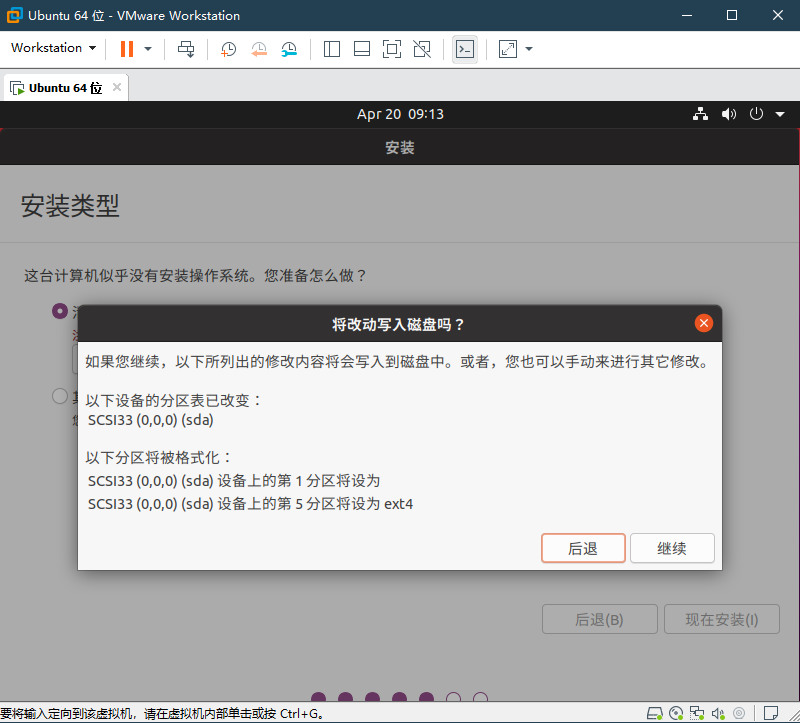 Ubuntu 64 位 - VMware Workstation
Workstation
Ubuntu 64 位
Apr 20 09:13
安装
安装类型
这台计算机似乎没有安装操作系统。您准备怎么做？
将改动写入磁盘吗？
如果您继续，以下所列出的修改内容将会写入到磁盘中。或者，您也可以手动来进行其它修改。
以下设备的分区表已改变：
SCSI33 (0,0,0) (sda)
以下分区将被格式化：
SCSI33 (0,0,0) (sda) 设备上的第 1 分区将设为
SCSI33 (0,0,0) (sda) 设备上的第 5 分区将设为 ext4
后退 继续
后退(B) 现在安装(I)
要将输入定向到该虚拟机，请在虚拟机内部单击或按 Ctrl+G。